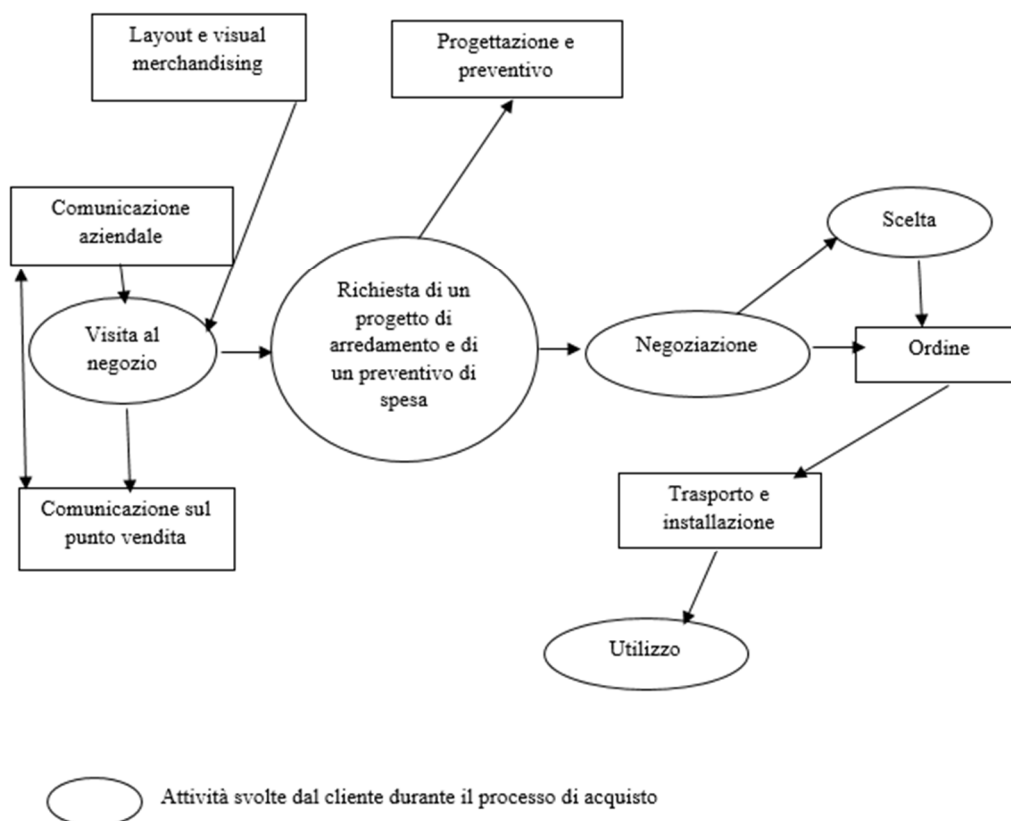 Layout e visual
merchandising
Progettazione e
preventivo
Comunicazione
aziendale
Scelta
Richiesta di un
progetto di
arredamento e di
un preventivo di
spesa
Visita al
negozio
Negoziazione
Ordine
Comunicazione sul
punto vendita
Trasporto e
installazione
Utilizzo
Attività svolte dal cliente durante il processo di acquisto